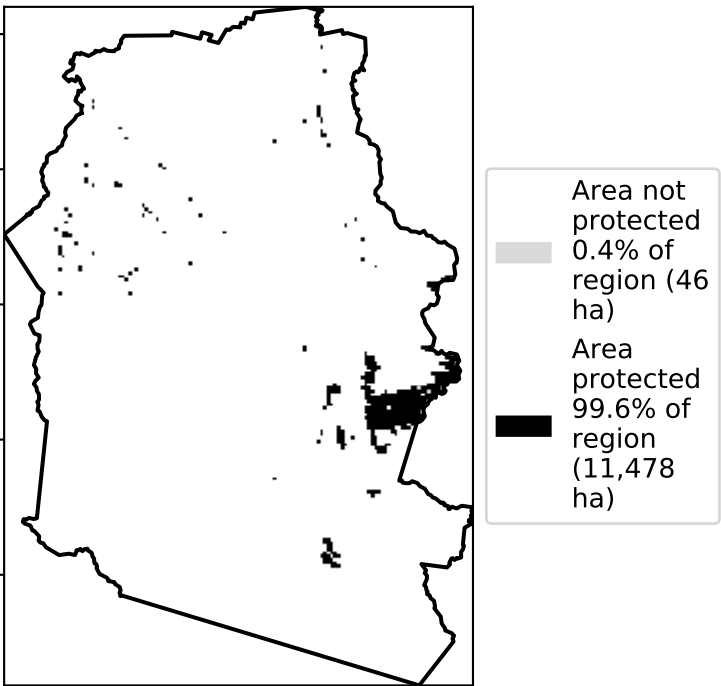 Area not
protected
0.4% of
region (46
ha)
Area
protected
99.6% of
region
(11,478
ha)